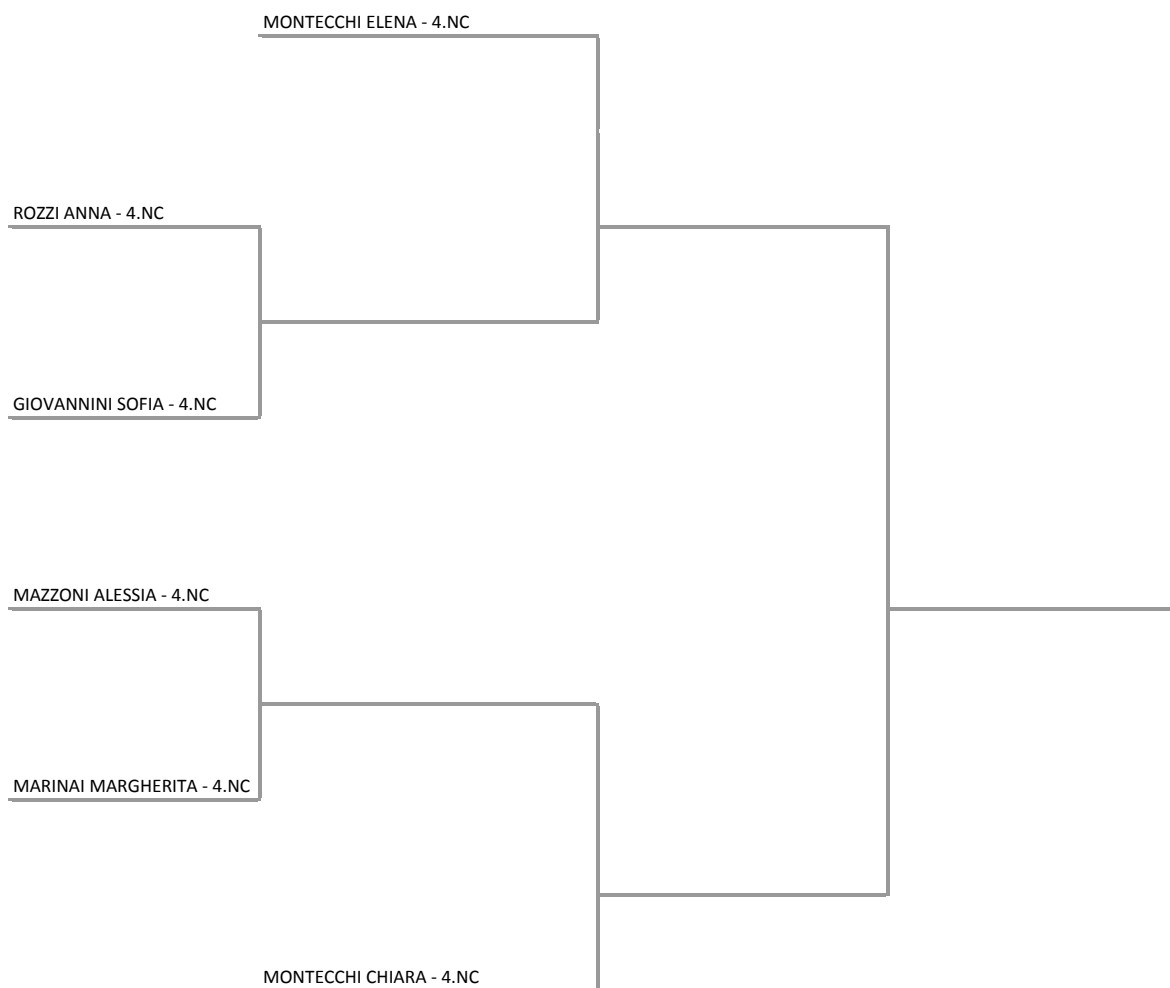 MONTECCHI ELENA - 4.NC
ROZZI ANNA - 4.NC
GIOVANNINI SOFIA - 4.NC
MAZZONI ALESSIA - 4.NC
MARINAI MARGHERITA - 4.NC
MONTECCHI CHIARA - 4.NC